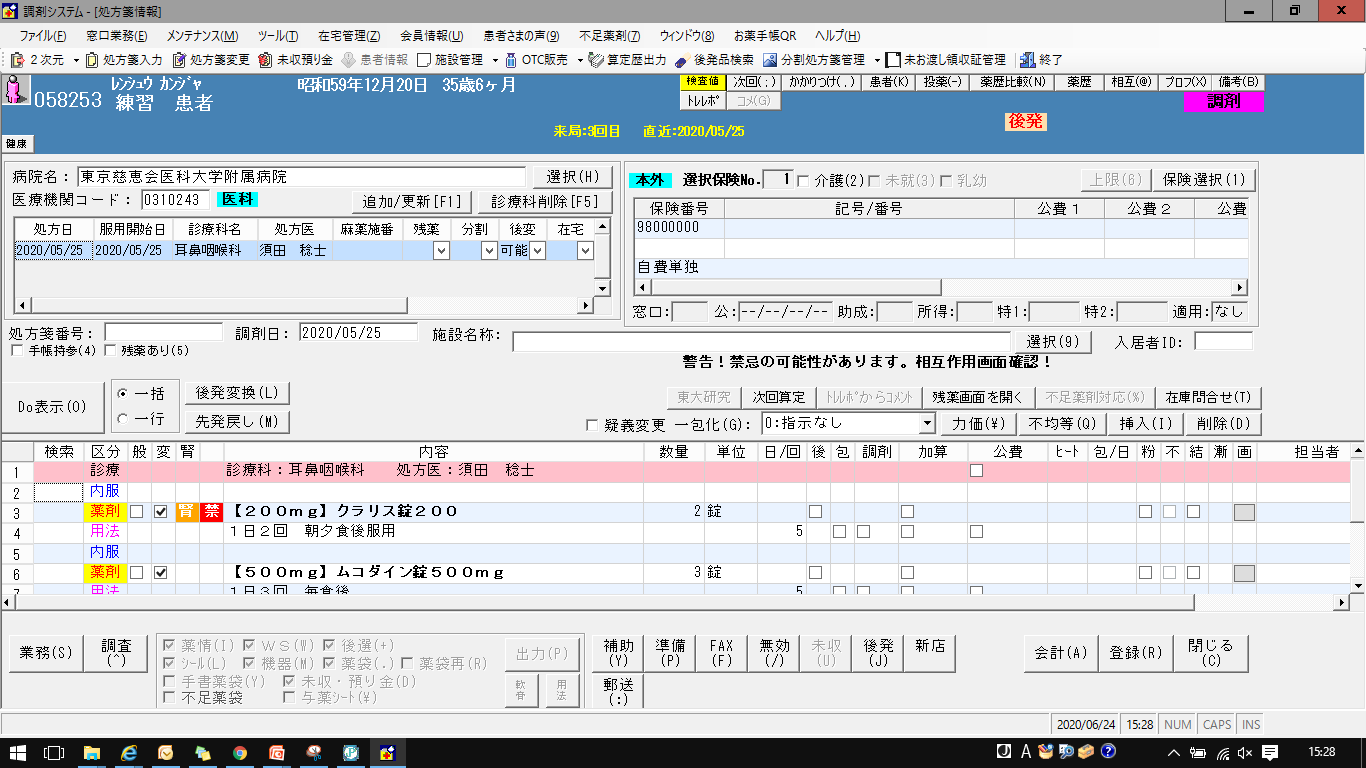 調剤システム - [処方箋情報]
ファイル(F) 窓口業務(E) メンテナンス(M) ツール(T) 在宅管理(Z) 会員情報(U) 患者さまの声(9) 不足薬剤(7) ウィンドウ(8) お薬手帳QR ヘルプ(H)
2次元 処方箋入力 処方箋変更 未収預り金 患者情報 施設管理 OTC販売 算定歴出力 後発品検索 分割処方箋管理 未お渡し領収証管理 終了
058253 ﾚﾝｼｭｳ ｶﾝｼﾞｬ 昭和59年12月20日 35歳6ヶ月
練習 患者
検査値 次回(;) かかりつけ(,) 患者(K) 投薬(-) 薬歴比較(N) 薬歴 相互(@) プロフ(X) 備考(B)
ﾄﾚﾚﾎﾟ ｺﾒ(G) 調剤
来局:3回目 直近:2020/05/25 後発
健康
病院名: 東京慈恵会医科大学附属病院 選択(H)
医療機関コード: 0310243 医科 追加/更新[F1] 診療科削除[F5]
処方日 服用開始日 診療科名 処方医 麻薬施番 残薬 分割 後変 在宅
2020/05/25 2020/05/25 耳鼻咽喉科 須田 稔士 可能
本外 選択保険No. 1 介護(2) 未就(3) 乳幼 上限(6) 保険選択(1)
保険番号 記号/番号 公費1 公費2 公費
98000000
自費単独
窓口: 公:--/--/--/-- 助成: 所得: 特1: 特2: 適用:なし
処方箋番号: 調剤日: 2020/05/25 施設名称: 選択(9) 入居者ID:
手帳持参(4) 残薬あり(5)
警告！禁忌の可能性があります。相互作用画面確認！
Do表示(O) 一括 一行 後発変換(L) 先発戻し(M)
東大研究 次回算定 ﾄﾚﾚﾎﾟからｺﾒﾝﾄ 残薬画面を開く 不足薬剤対応(%) 在庫問合せ(T)
疑義変更 一包化(G): 0:指示なし 力価(¥) 不均等(Q) 挿入(I) 削除(D)
検索 区分 般 変 腎 内容 数量 単位 日/回 後 包 調剤 加算 公費 ﾋｰﾄ 包/日 粉 不 結 漸 画 担当者
1 診療 診療科:耳鼻咽喉科 処方医:須田 稔士
2 内服
3 薬剤 腎 禁 【２００ｍｇ】クラリス錠２００ 2 錠
4 用法 １日２回 朝夕食後服用 5
5 内服
6 薬剤 【５００ｍｇ】ムコダイン錠５００ｍｇ 3 錠
7 用法 １日３回 毎食後 5
業務(S) 調査(^)
薬情(I) ＷＳ(W) 後選(+)
ｼｰﾙ(L) 機器(M) 薬袋(.) 薬袋再(R)
手書薬袋(Y) 未収・預り金(D)
不足薬袋 与薬ｼｰﾄ(¥)
出力(P) 軟膏 用法
補助(Y) 準備(P) FAX(F) 無効(/) 未収(U) 後発(J) 新店
郵送(:)
会計(A) 登録(R) 閉じる(C)
2020/06/24 15:28 NUM CAPS INS
A 15:28